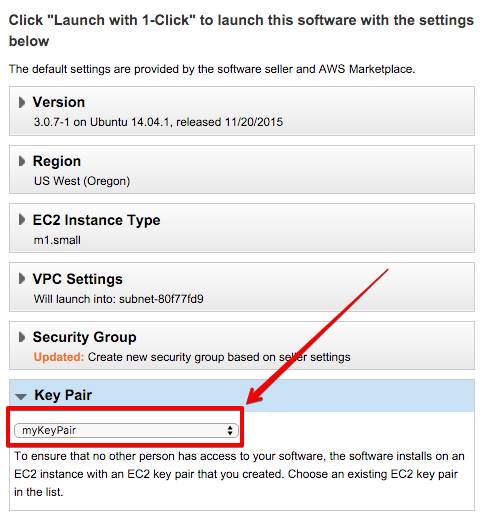 Click "Launch with 1-Click" to launch this software with the settings
below
The default settings are provided by the software seller and AWS Marketplace.
Version
3.0.7-1 on Ubuntu 14.04.1, released 11/20/2015
Region
US West (Oregon)
EC2 Instance Type
m1.small
VPC Settings
Will launch into: subnet-80f77fd9
Security Group
Updated: Create new security group based on seller settings
Key Pair
myKeyPair
To ensure that no other person has access to your software, the software installs on an
EC2 instance with an EC2 key pair that you created. Choose an existing EC2 key pair
in the list.